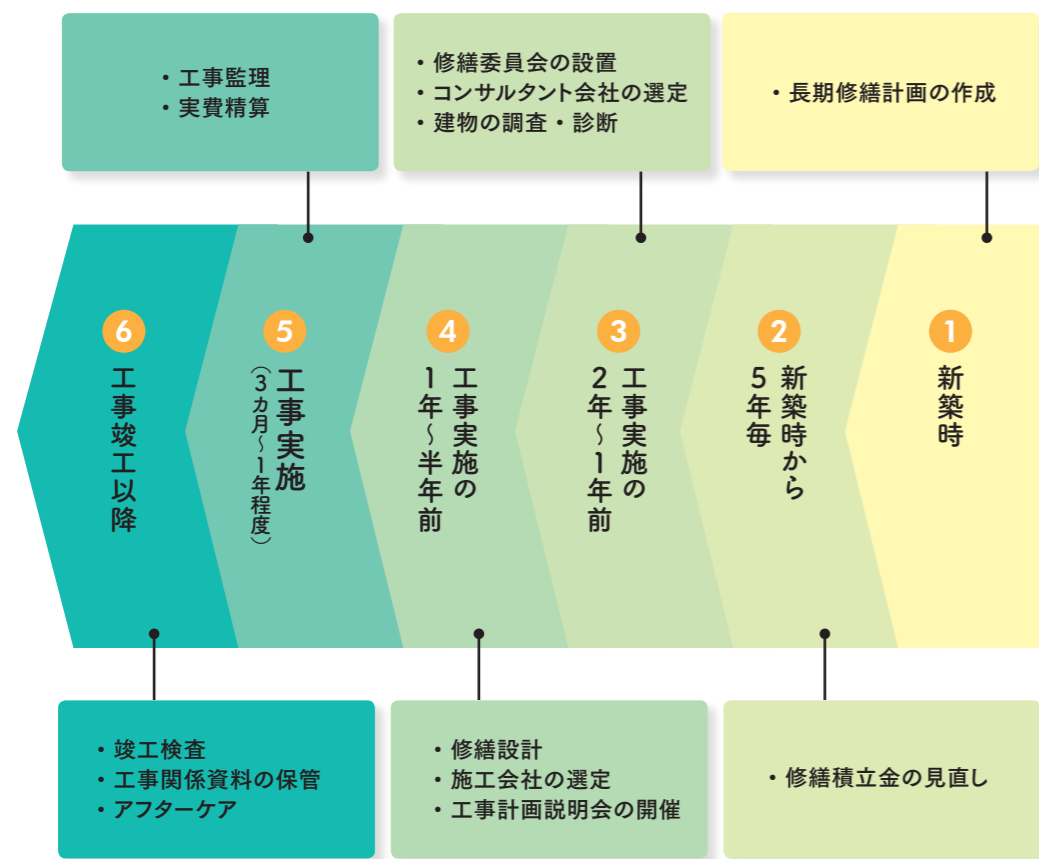 ・工事監理
・実費精算
・修繕委員会の設置
・コンサルタント会社の選定
・建物の調査・診断
・長期修繕計画の作成
1
新築時
2
新築時から
5年毎
3
工事実施の
2年〜1年前
4
工事実施の
1年〜半年前
5
工事実施
（3カ月〜1年程度）
6
工事竣工以降
・竣工検査
・工事関係資料の保管
・アフターケア
・修繕設計
・施工会社の選定
・工事計画説明会の開催
・修繕積立金の見直し